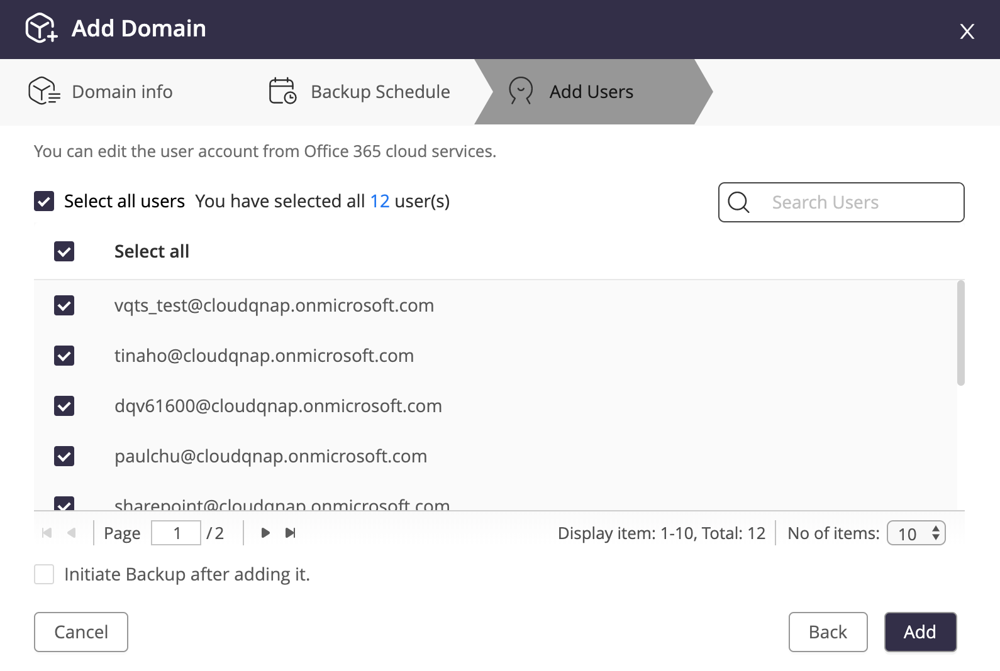 Add Domain
X
Domain info
Backup Schedule
Add Users
You can edit the user account from Office 365 cloud services.
Select all users You have selected all 12 user(s)
Search Users
Select all
vqts_test@cloudqnap.onmicrosoft.com
tinaho@cloudqnap.onmicrosoft.com
dqv61600@cloudqnap.onmicrosoft.com
paulchu@cloudqnap.onmicrosoft.com
sharepoint@cloudqnap.onmicrosoft.com
Page 1 / 2
Display item: 1-10, Total: 12
No of items: 10
Initiate Backup after adding it.
Cancel
Back
Add